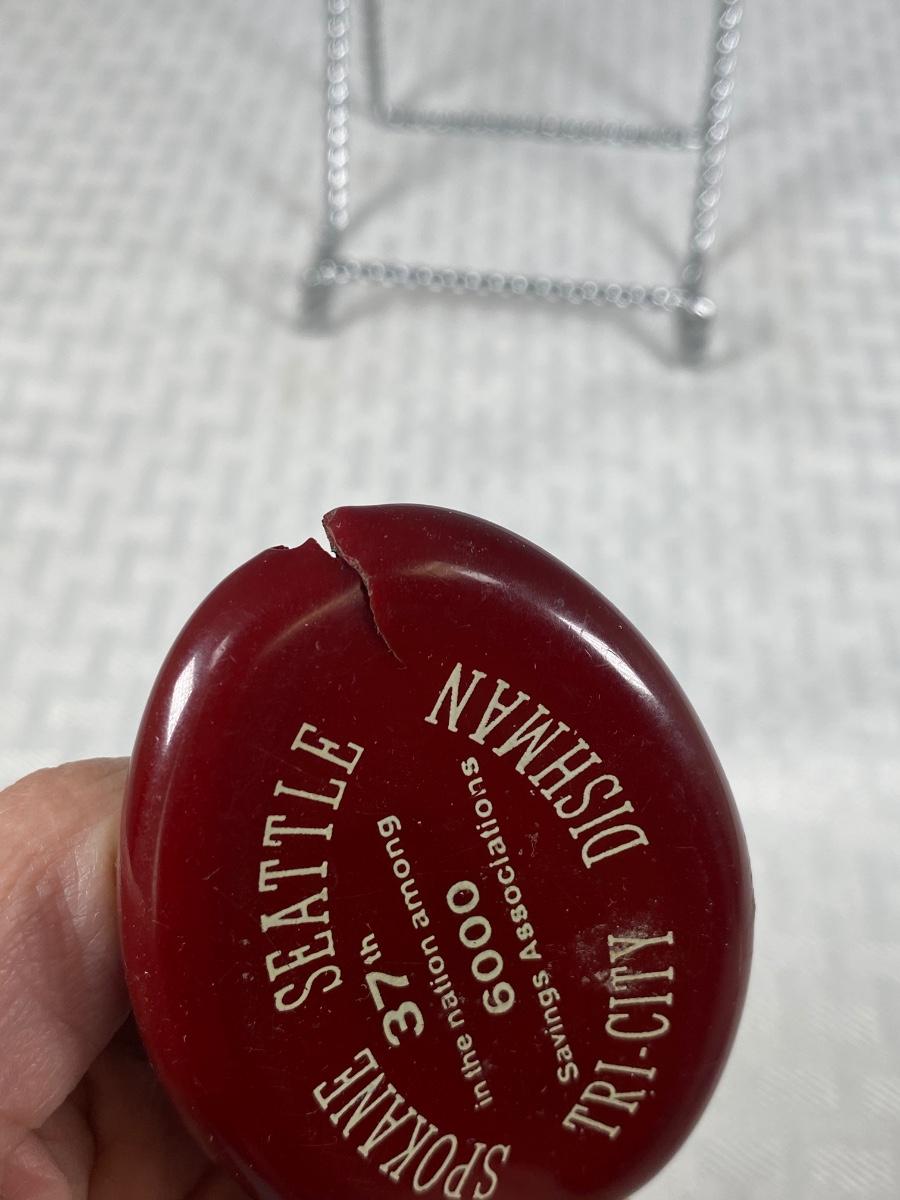 SEATTLE
DISHMAN
TRI-CITY
SPOKANE
37th
in the nation among
6000
Savings Associations